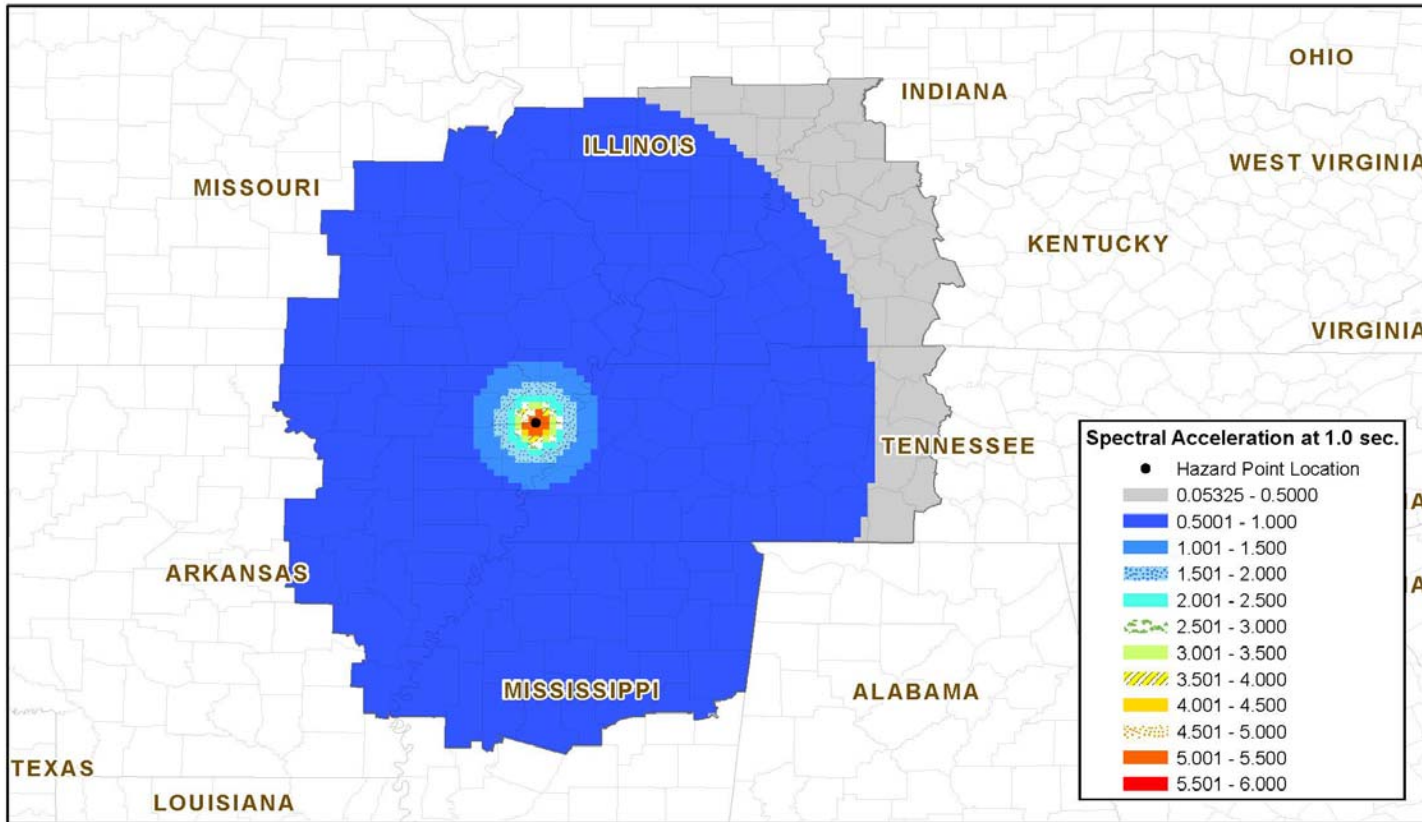 OHIO
INDIANA
ILLINOIS
WEST VIRGINIA
MISSOURI
KENTUCKY
VIRGINIA
TENNESSEE
ARKANSAS
MISSISSIPPI
ALABAMA
TEXAS
LOUISIANA
Spectral Acceleration at 1.0 sec.
Hazard Point Location
0.05325 - 0.5000
0.5001 - 1.000
1.001 - 1.500
1.501 - 2.000
2.001 - 2.500
2.501 - 3.000
3.001 - 3.500
3.501 - 4.000
4.001 - 4.500
4.501 - 5.000
5.001 - 5.500
5.501 - 6.000